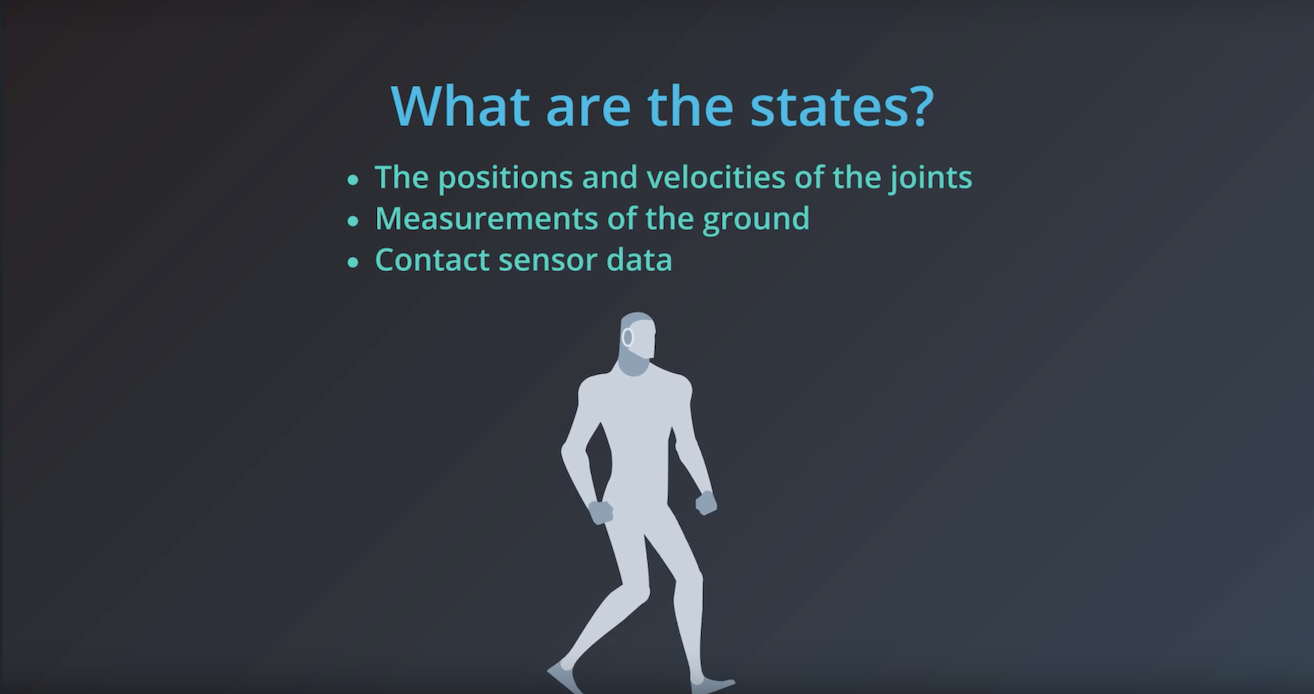 What are the states?
• The positions and velocities of the joints
• Measurements of the ground
• Contact sensor data